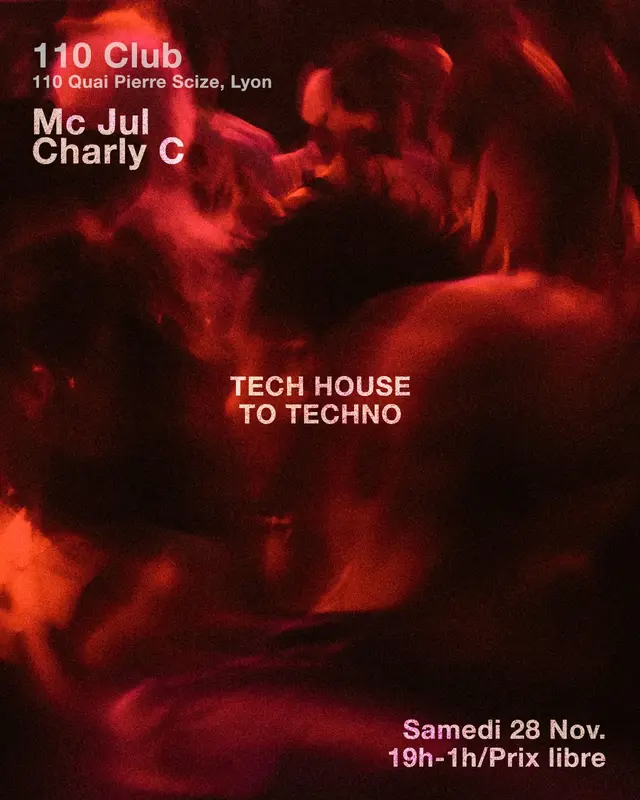 110 Club
110 Quai Pierre Scize, Lyon
Mc Jul
Charly C
TECH HOUSE
TO TECHNO
Samedi 28 Nov.
19h-1h/Prix libre